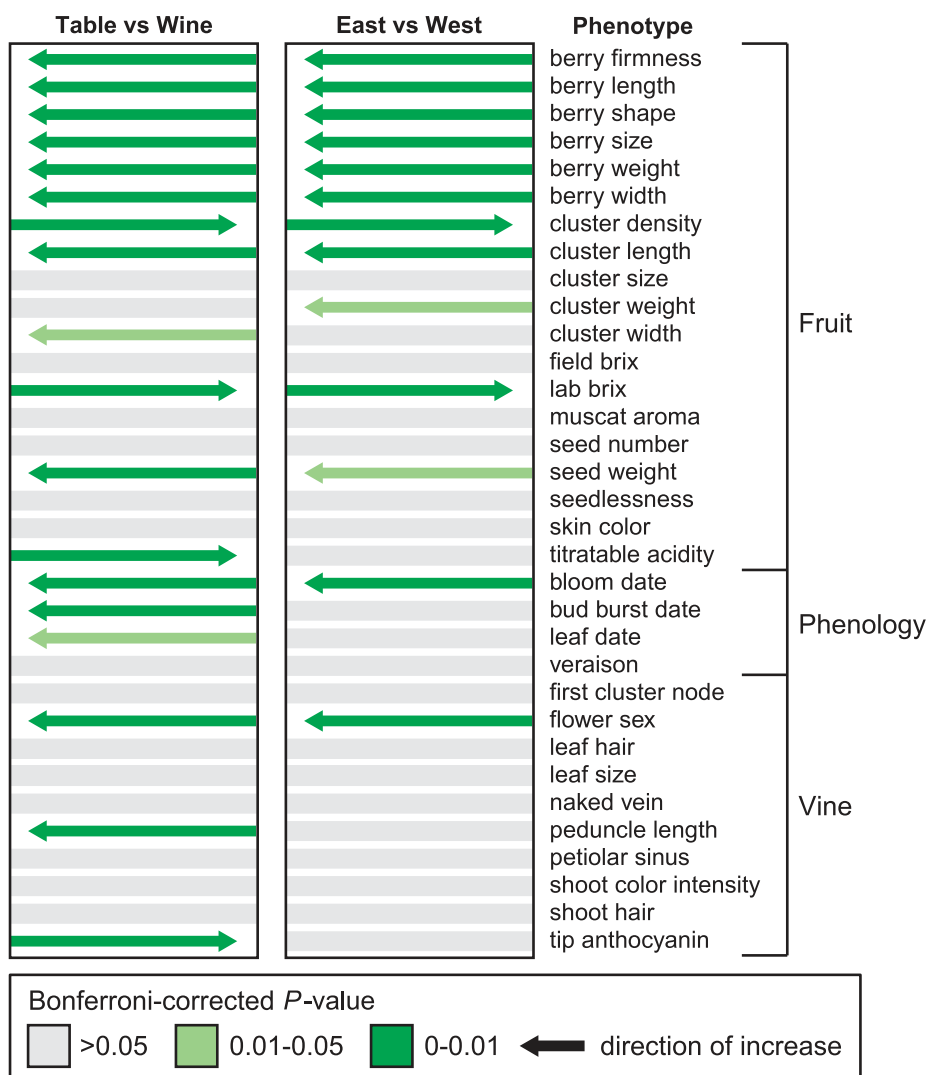 Table vs Wine
East vs West
Phenotype
berry firmness
berry length
berry shape
berry size
berry weight
berry width
cluster density
cluster length
cluster size
cluster weight
cluster width
field brix
lab brix
muscat aroma
seed number
seed weight
seedlessness
skin color
titratable acidity
bloom date
bud burst date
leaf date
veraison
first cluster node
flower sex
leaf hair
leaf size
naked vein
peduncle length
petiolar sinus
shoot color intensity
shoot hair
tip anthocyanin
Fruit
Phenology
Vine
Bonferroni-corrected P-value
>0.05
0.01-0.05
0-0.01
direction of increase